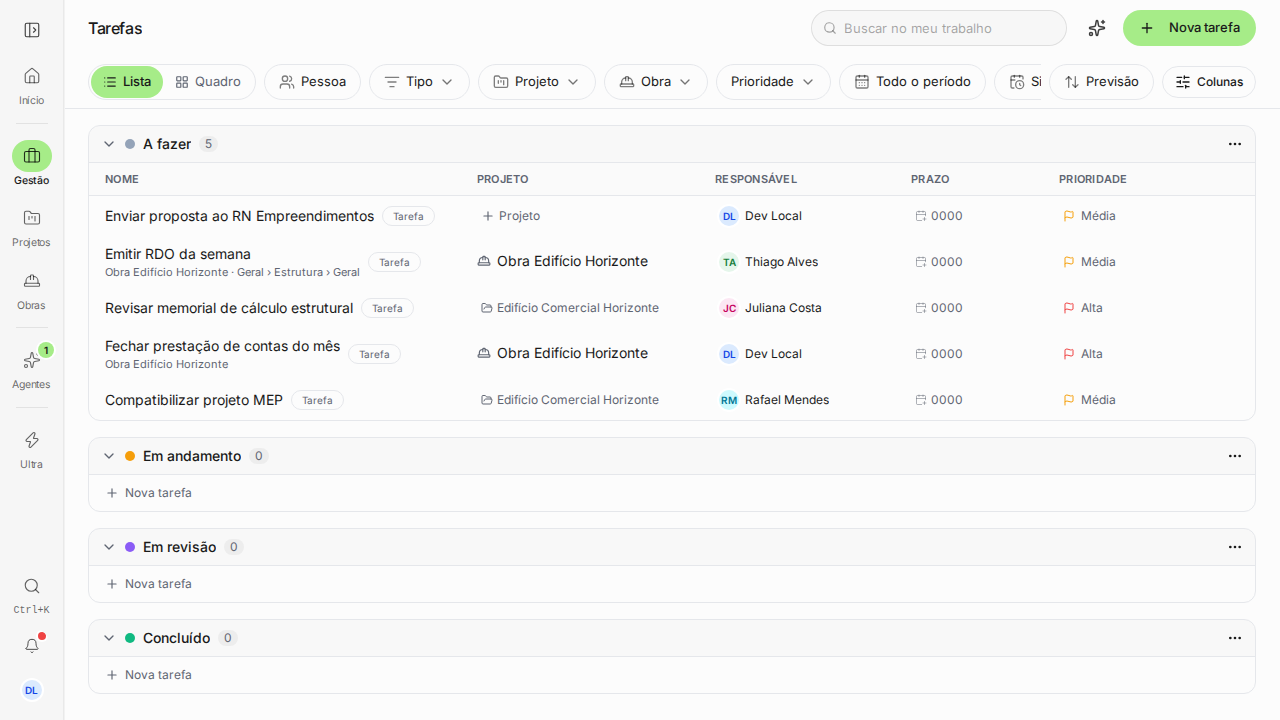 Tarefas
Buscar no meu trabalho
Nova tarefa
Lista
Quadro
Pessoa
Tipo
Projeto
Obra
Prioridade
Todo o período
Si
Previsão
Colunas
Início
Gestão
Projetos
Obras
1
Agentes
Ultra
Ctrl+K
DL
A fazer 5
NOME PROJETO RESPONSÁVEL PRAZO PRIORIDADE
Enviar proposta ao RN Empreendimentos Tarefa Projeto DL Dev Local 0000 Média
Emitir RDO da semana
Obra Edifício Horizonte · Geral › Estrutura › Geral
Tarefa Obra Edifício Horizonte TA Thiago Alves 0000 Média
Revisar memorial de cálculo estrutural Tarefa Edifício Comercial Horizonte JC Juliana Costa 0000 Alta
Fechar prestação de contas do mês
Obra Edifício Horizonte
Tarefa Obra Edifício Horizonte DL Dev Local 0000 Alta
Compatibilizar projeto MEP Tarefa Edifício Comercial Horizonte RM Rafael Mendes 0000 Média
Em andamento 0
Nova tarefa
Em revisão 0
Nova tarefa
Concluído 0
Nova tarefa